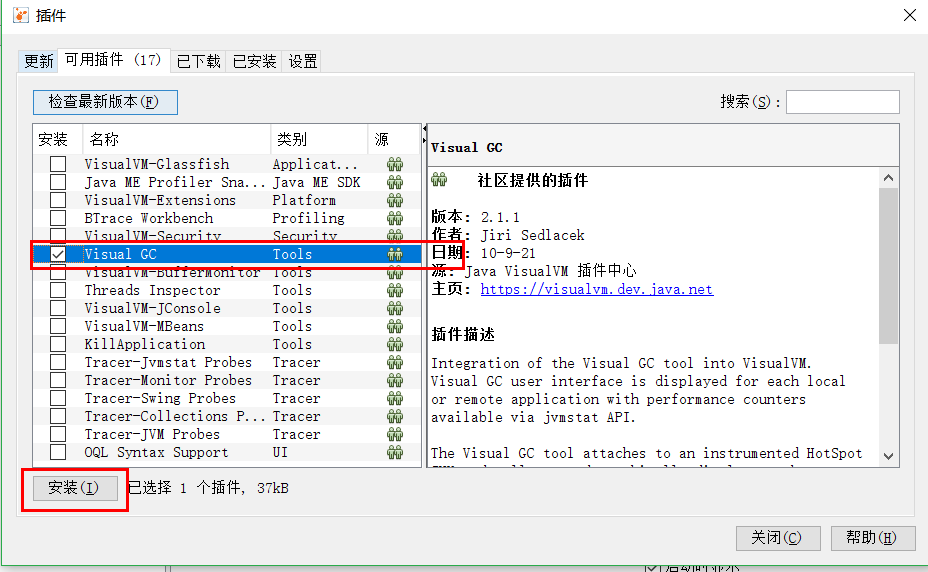 插件
更新 可用插件 (17) 已下载 已安装 设置
检查最新版本(F) 搜索(S):
安装 名称 类别 源
VisualVM-Glassfish Applicat...
Java ME Profiler Sna... Java ME SDK
VisualVM-Extensions Platform
BTrace Workbench Profiling
VisualVM-Security Security
Visual GC Tools
VisualVM-BufferMonitor Tools
Threads Inspector Tools
VisualVM-JConsole Tools
VisualVM-MBeans Tools
KillApplication Tools
Tracer-Jvmstat Probes Tracer
Tracer-Monitor Probes Tracer
Tracer-Swing Probes Tracer
Tracer-Collections P... Tracer
Tracer-JVM Probes Tracer
OQL Syntax Support UI
Visual GC
社区提供的插件
版本: 2.1.1
作者: Jiri Sedlacek
日期: 10-9-21
源: Java VisualVM 插件中心
主页: https://visualvm.dev.java.net
插件描述
Integration of the Visual GC tool into VisualVM.
Visual GC user interface is displayed for each local
or remote application with performance counters
available via jvmstat API.
The Visual GC tool attaches to an instrumented HotSpot
安装(I) 已选择 1 个插件, 37kB
关闭(C) 帮助(H)